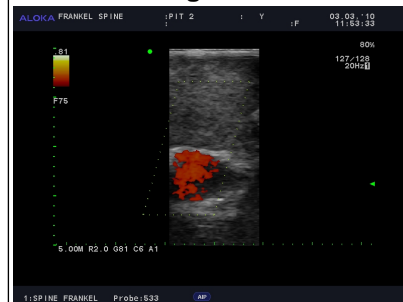 ALOKA FRANKEL SPINE :PIT 2 : Y 03.03.'10
: :F 11:53:33
81 80%
127/128
20Hz
F75
5.00M R2.0 G81 C6 A1
1:SPINE FRANKEL Probe:533 AIP